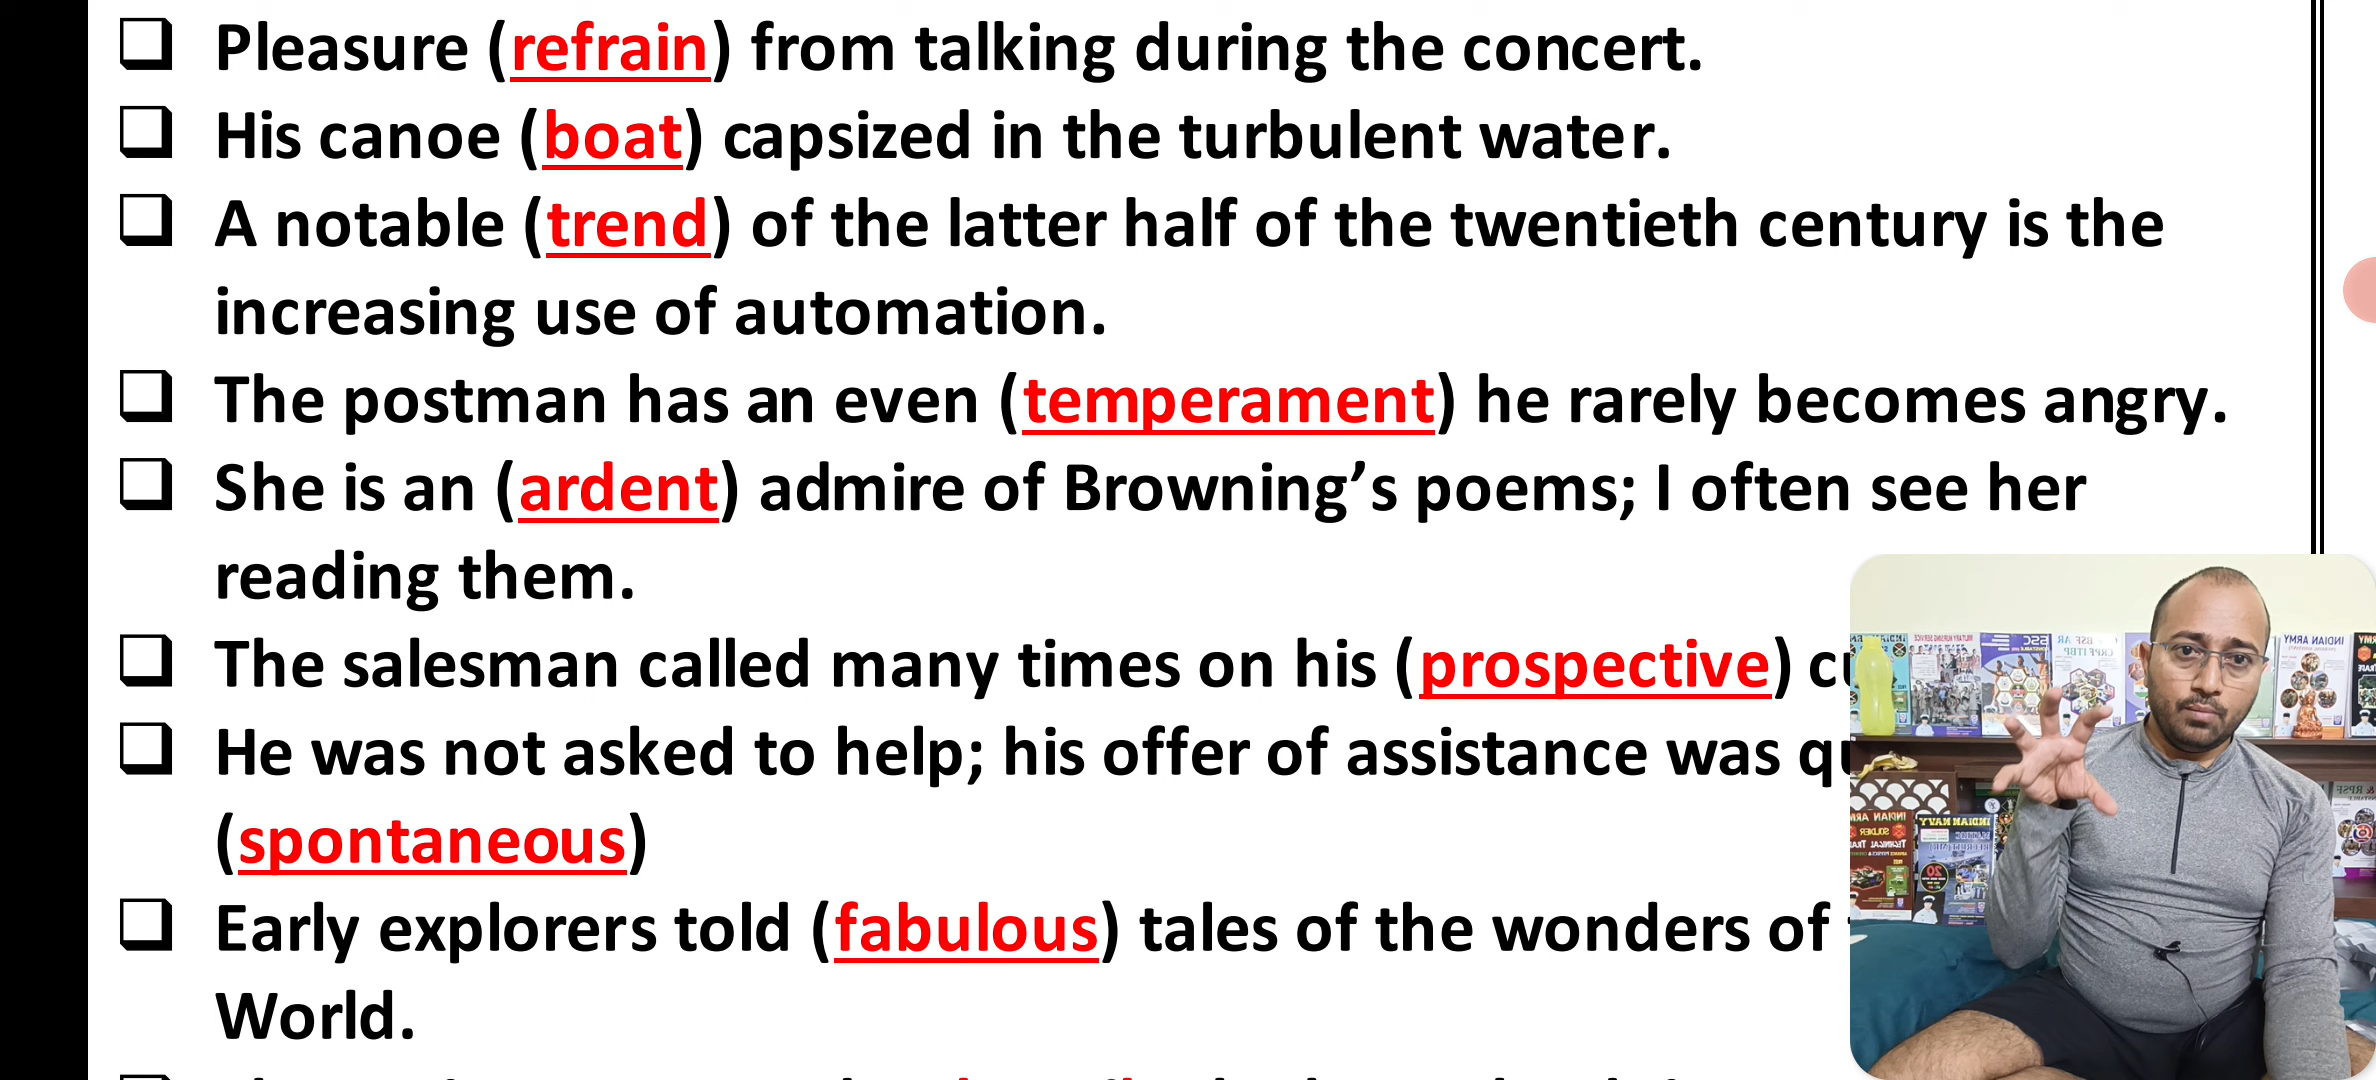 Pleasure (refrain) from talking during the concert.
His canoe (boat) capsized in the turbulent water.
A notable (trend) of the latter half of the twentieth century is the
increasing use of automation.
The postman has an even (temperament) he rarely becomes angry.
She is an (ardent) admire of Browning’s poems; I often see her
reading them.
The salesman called many times on his (prospective)
He was not asked to help; his offer of assistance was
(spontaneous)
Early explorers told (fabulous) tales of the wonders of
World.
INDIAN ARMY
INDIAN NAVY